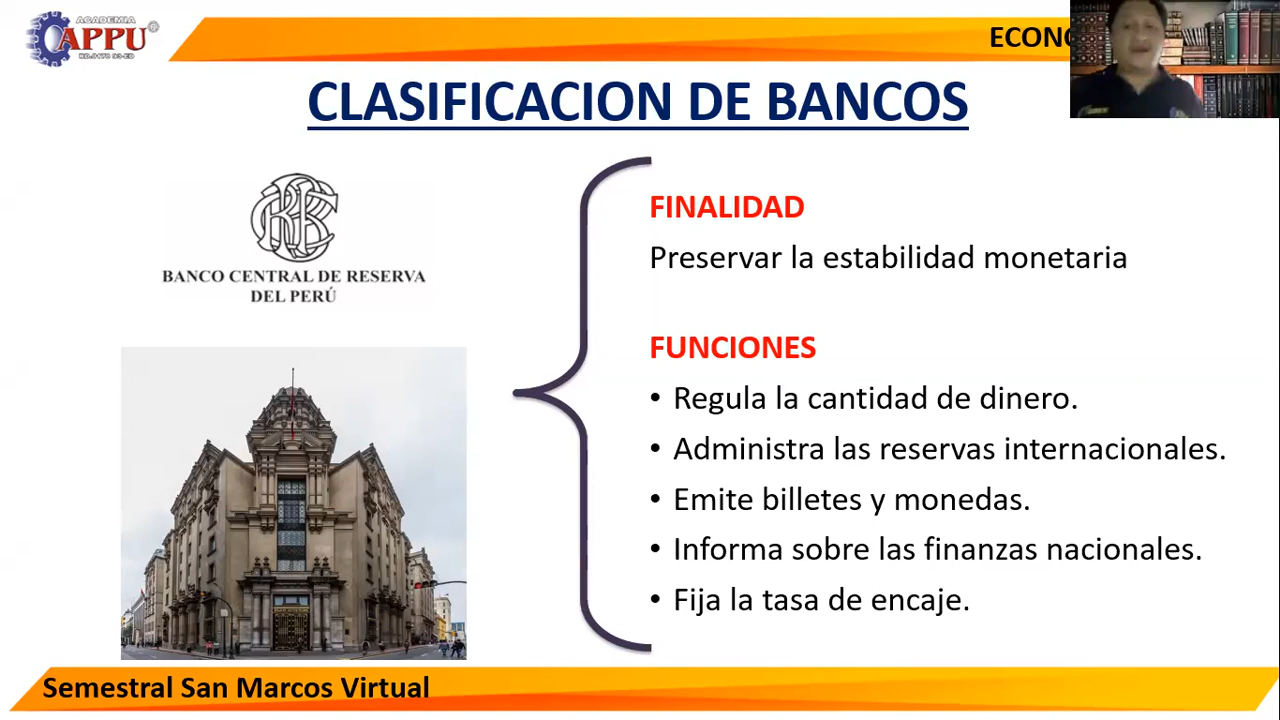 ACADEMIA
APPU
CLASIFICACION DE BANCOS
BANCO CENTRAL DE RESERVA
DEL PERÚ
FINALIDAD
Preservar la estabilidad monetaria
FUNCIONES
• Regula la cantidad de dinero.
• Administra las reservas internacionales.
• Emite billetes y monedas.
• Informa sobre las finanzas nacionales.
• Fija la tasa de encaje.
Semestral San Marcos Virtual